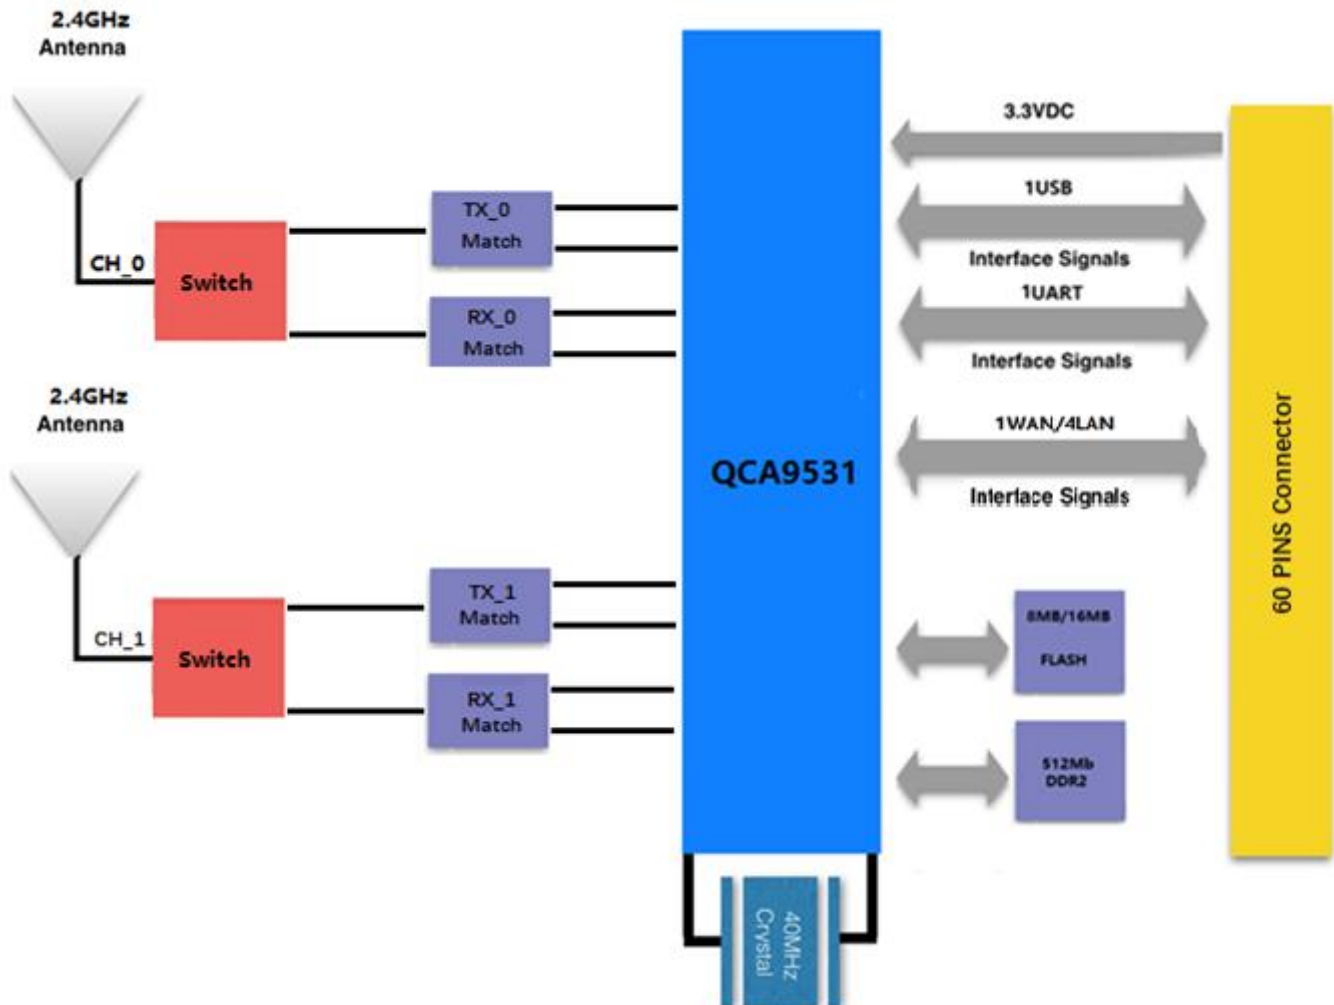 2.4GHz
Antenna
CH_0
Switch
TX_0
Match
RX_0
Match
2.4GHz
Antenna
CH_1
Switch
TX_1
Match
RX_1
Match
QCA9531
40MHz
Crystal
3.3VDC
1USB
Interface Signals
1UART
Interface Signals
1WAN/4LAN
Interface Signals
8MB/16MB
FLASH
512Mb
DDR2
60 PINS Connector